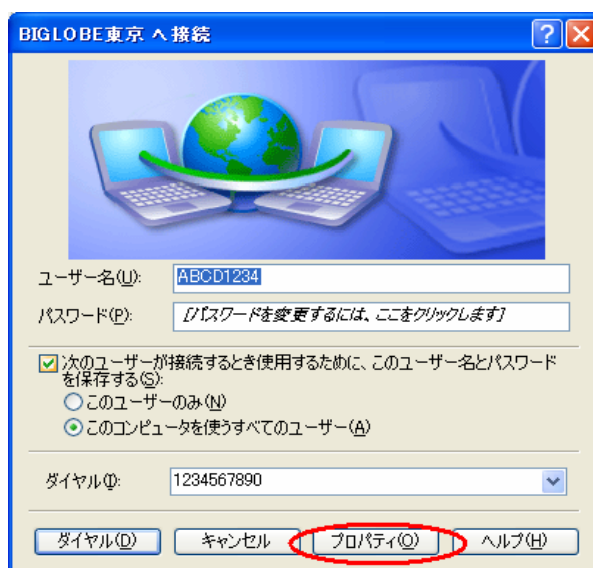 BIGLOBE東京 へ接続
ユーザー名(U):
ABCD1234
パスワード(P):
[パスワードを変更するには、ここをクリックします]
次のユーザーが接続するとき使用するために、このユーザー名とパスワード
を保存する(S):
このユーザーのみ(N)
このコンピュータを使うすべてのユーザー(A)
ダイヤル(I):
1234567890
ダイヤル(D) キャンセル プロパティ(O) ヘルプ(H)